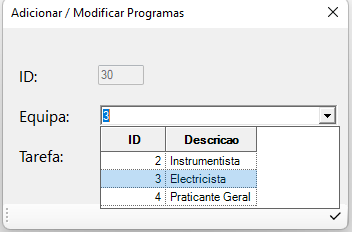 Adicionar / Modificar Programas
ID: 30
Equipa: 3
ID Descricao
2 Instrumentista
3 Electricista
4 Praticante Geral
Tarefa: